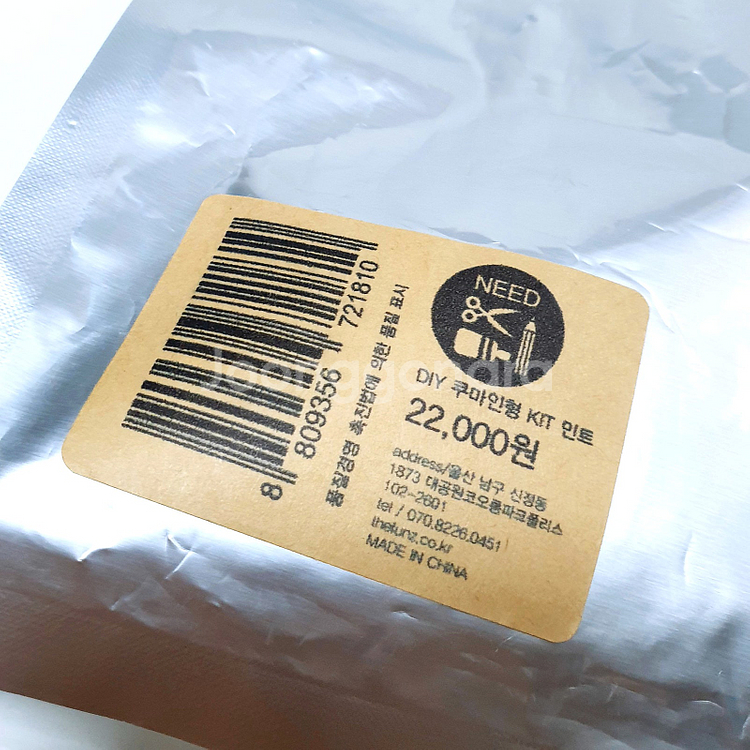 8 809356 721810
품질경영 촉진법에 의한 품질 표시
NEED
DIY 쿠마인형 KIT 민트
22,000원
address/울산 남구 신정동
1873 대공원코오롱파크폴리스
102-2601
tel / 070.8226.0451
thefunz.co.kr
MADE IN CHINA
Joonggonara